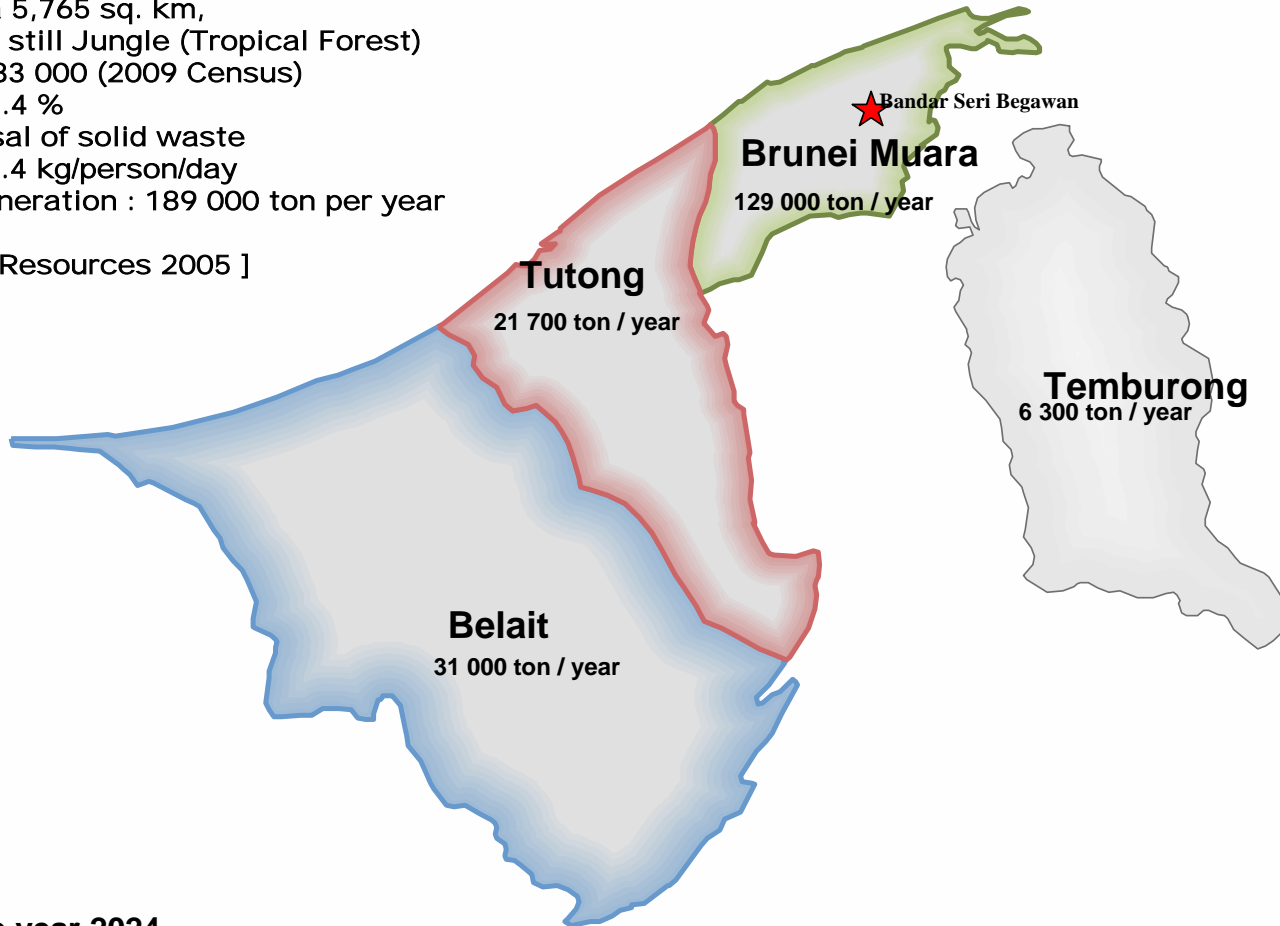 5,765 sq. km,
still Jungle (Tropical Forest)
33 000 (2009 Census)
.4 %
sal of solid waste
.4 kg/person/day
neration : 189 000 ton per year
Resources 2005 ]
Bandar Seri Begawan
Brunei Muara
129 000 ton / year
Tutong
21 700 ton / year
Temburong
6 300 ton / year
Belait
31 000 ton / year
year 2024